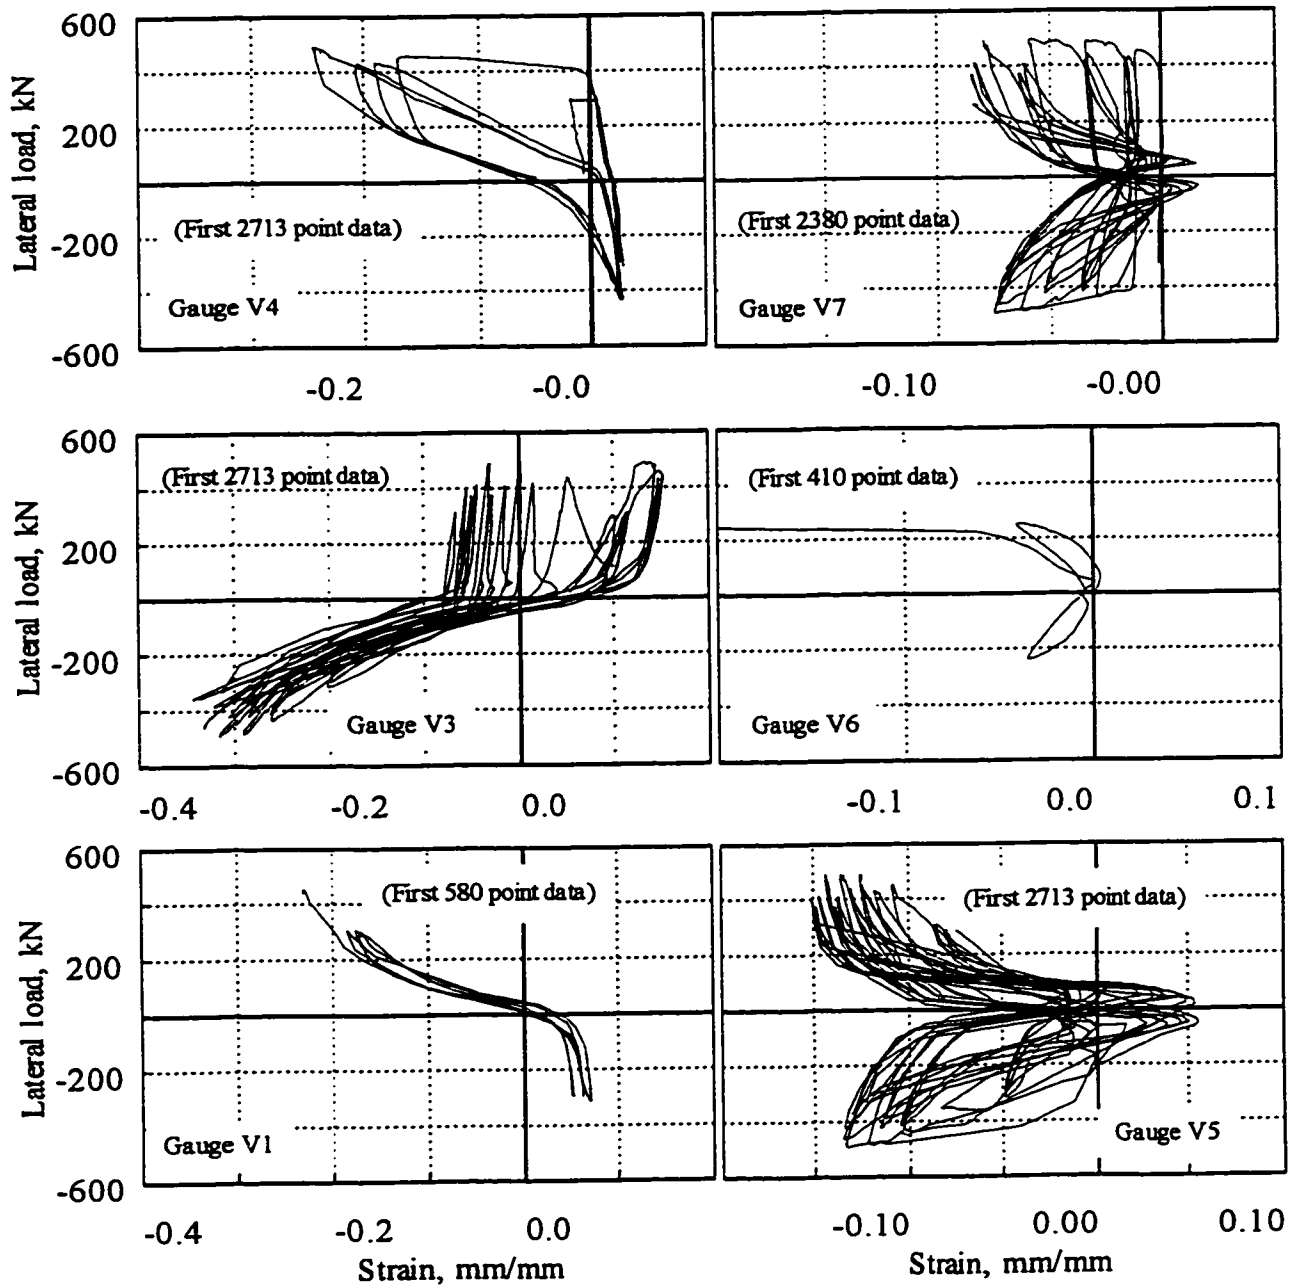 600
200
-200
-600
Lateral load, kN
(First 2713 point data)
Gauge V4
-0.2
-0.0
(First 2380 point data)
Gauge V7
-0.10
-0.00
600
200
-200
-600
Lateral load, kN
(First 2713 point data)
Gauge V3
-0.4
-0.2
0.0
(First 410 point data)
Gauge V6
-0.1
0.0
0.1
600
200
-200
-600
Lateral load, kN
(First 580 point data)
Gauge V1
-0.4
-0.2
0.0
Strain, mm/mm
(First 2713 point data)
Gauge V5
-0.10
0.00
0.10
Strain, mm/mm